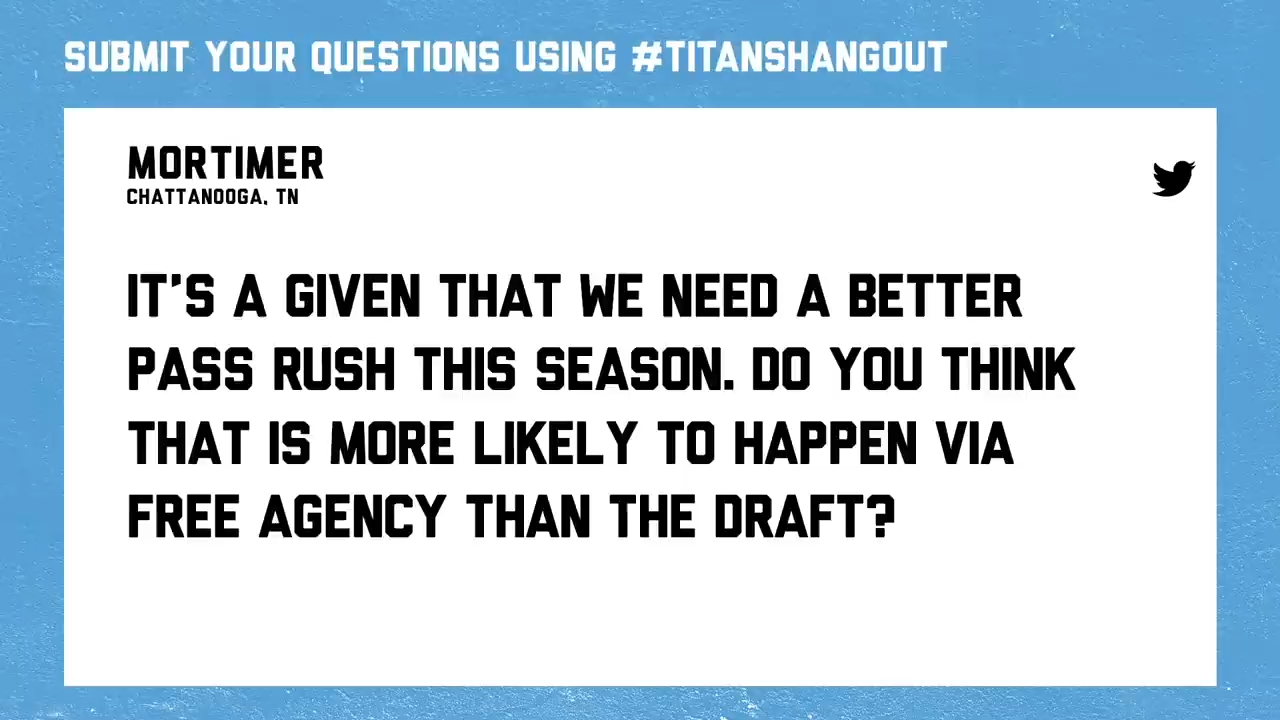 SUBMIT YOUR QUESTIONS USING #TITANSHANGOUT
MORTIMER
CHATTANOOGA, TN
IT'S A GIVEN THAT WE NEED A BETTER
PASS RUSH THIS SEASON. DO YOU THINK
THAT IS MORE LIKELY TO HAPPEN VIA
FREE AGENCY THAN THE DRAFT?